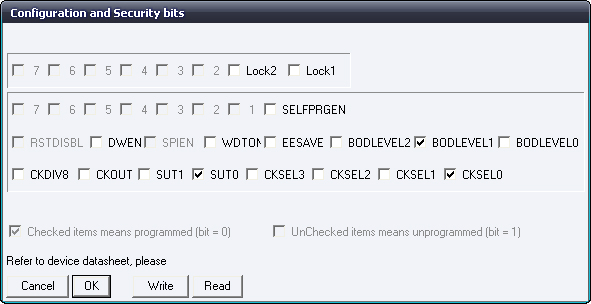 Configuration and Security bits
7 6 5 4 3 2 Lock2 Lock1
7 6 5 4 3 2 1 SELFPRGEN
RSTDISBL DWEN SPIEN WDTON EESAVE BODLEVEL2 BODLEVEL1 BODLEVEL0
CKDIV8 CKOUT SUT1 SUT0 CKSEL3 CKSEL2 CKSEL1 CKSEL0
Checked items means programmed (bit = 0) UnChecked items means unprogrammed (bit = 1)
Refer to device datasheet, please
Cancel OK Write Read